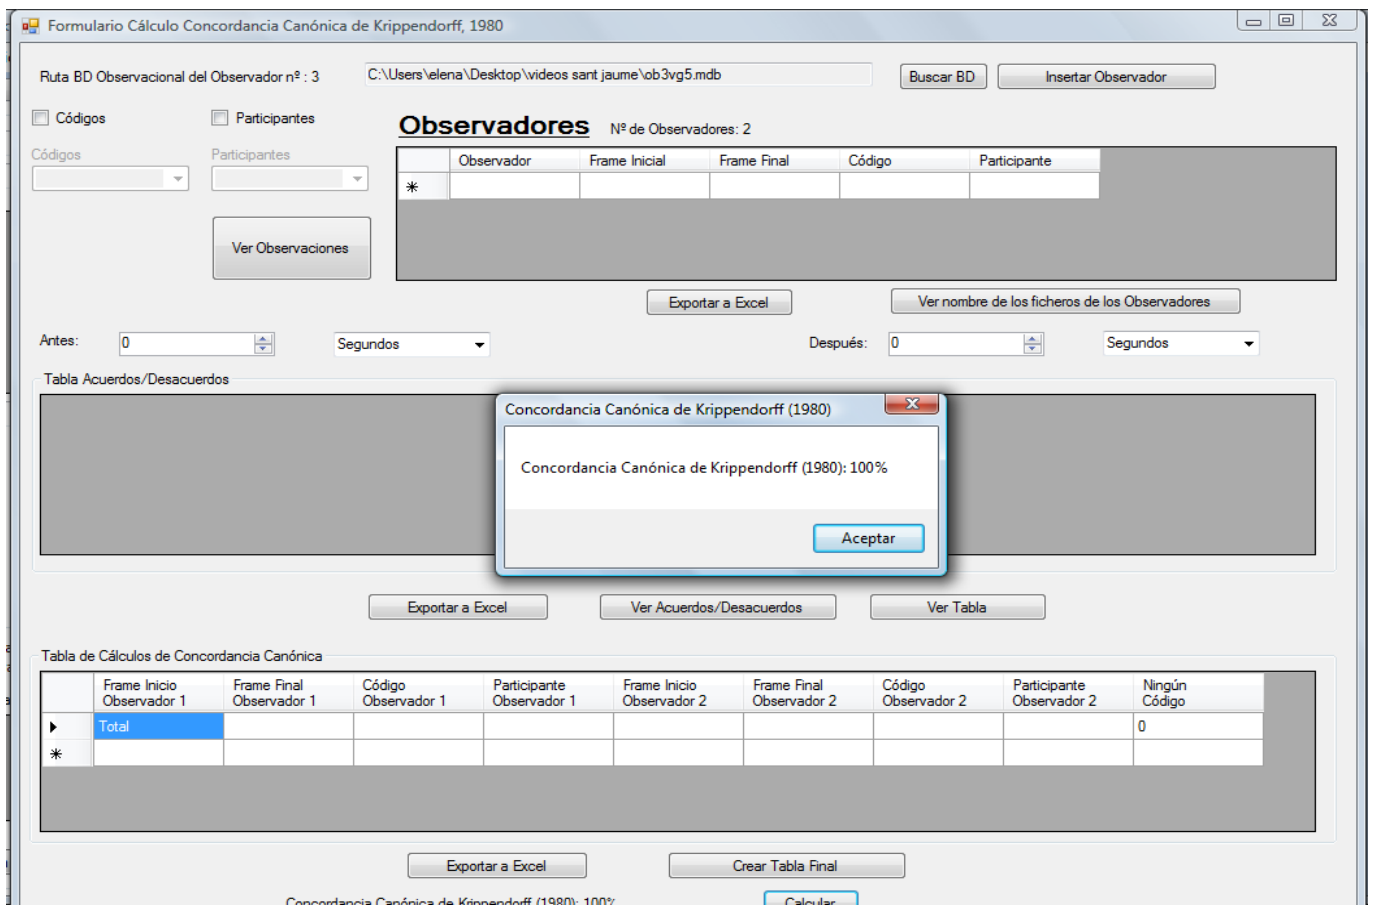 Formulario Cálculo Concordancia Canónica de Krippendorff, 1980
Ruta BD Observacional del Observador nº : 3
C:\Users\elena\Desktop\videos sant jaume\ob3vg5.mdb
Buscar BD
Insertar Observador
Códigos
Participantes
Observadores
Nº de Observadores: 2
Códigos
Participantes
Observador Frame Inicial Frame Final Código Participante
Ver Observaciones
Exportar a Excel
Ver nombre de los ficheros de los Observadores
Antes: 0 Segundos
Después: 0 Segundos
Tabla Acuerdos/Desacuerdos
Concordancia Canónica de Krippendorff (1980)
Concordancia Canónica de Krippendorff (1980): 100%
Aceptar
Exportar a Excel
Ver Acuerdos/Desacuerdos
Ver Tabla
Tabla de Cálculos de Concordancia Canónica
Frame Inicio Observador 1
Frame Final Observador 1
Código Observador 1
Participante Observador 1
Frame Inicio Observador 2
Frame Final Observador 2
Código Observador 2
Participante Observador 2
Ningún Código
Total 0
Exportar a Excel
Crear Tabla Final
Concordancia Canónica de Krippendorff (1980): 100%
Calcular